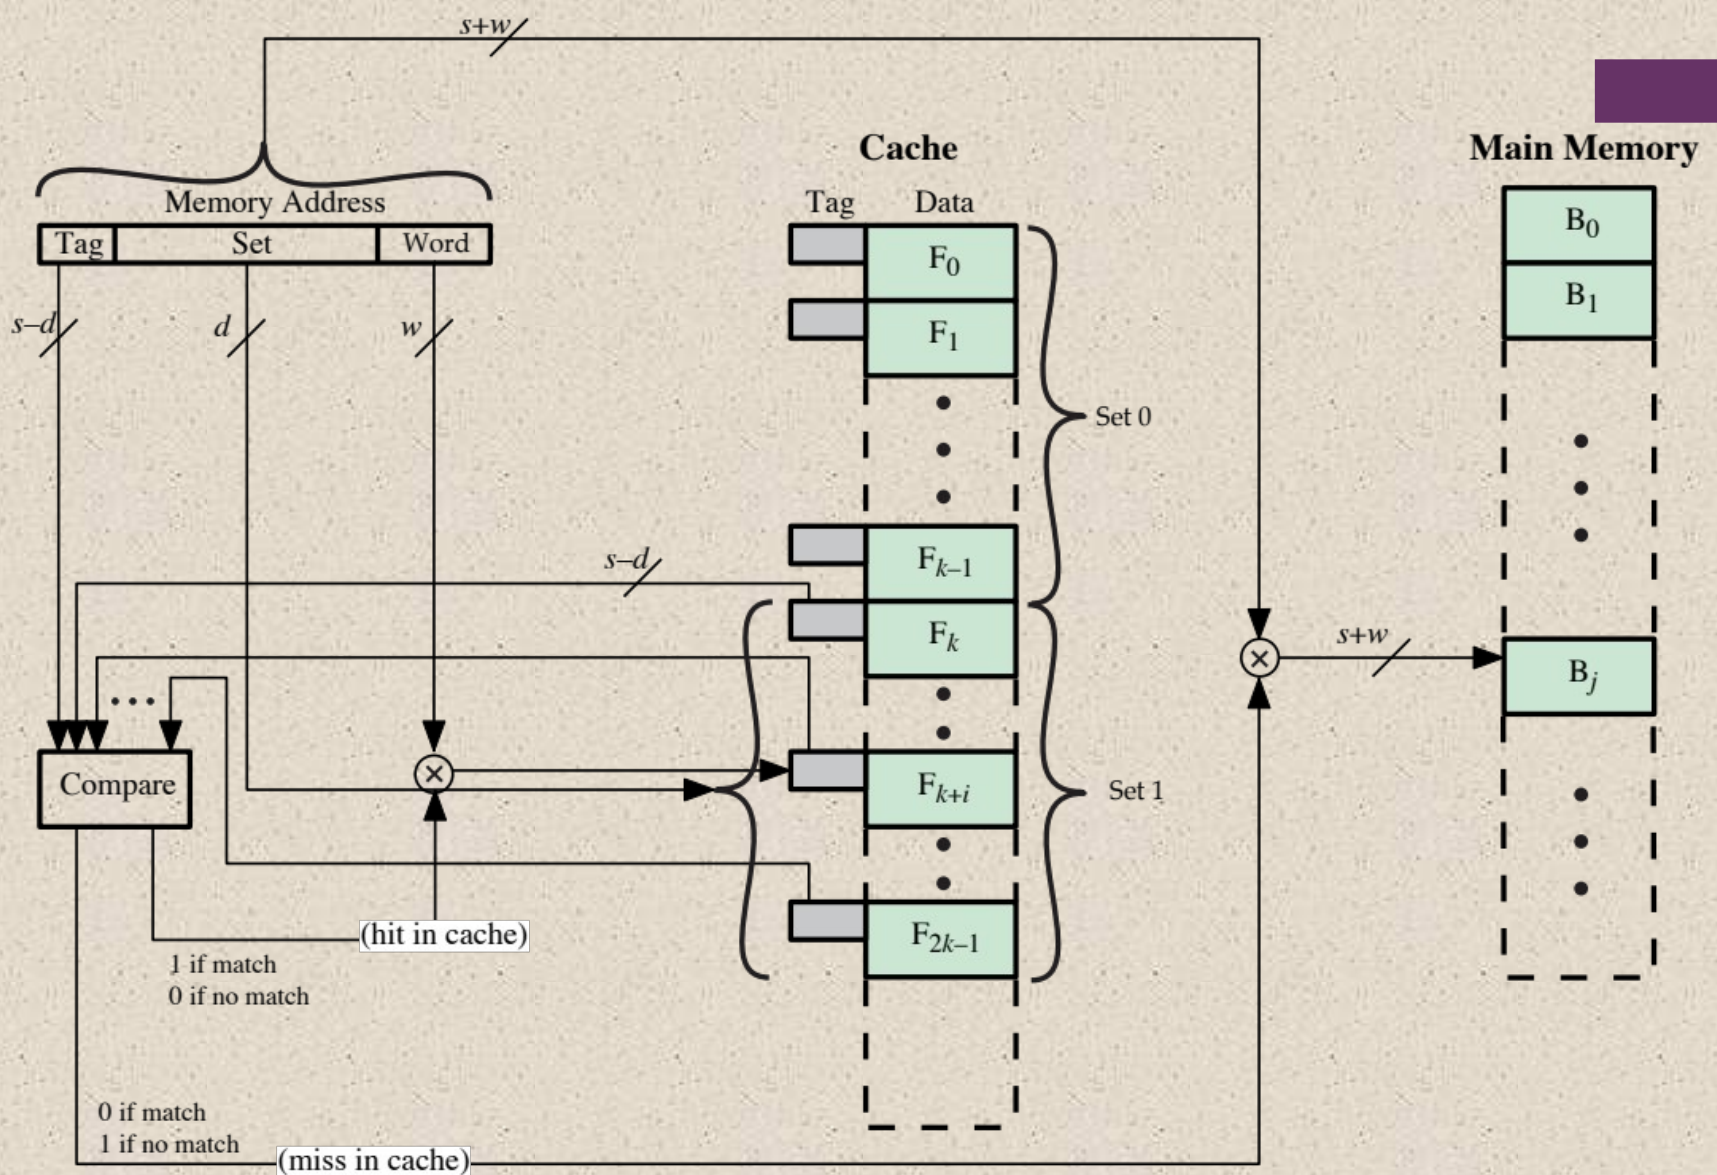 s+w
Cache
Main Memory
Memory Address
Tag Data
Tag Set Word
B0
F0
B1
s–d d w
F1
Set 0
s–d
Fk–1
Fk
s+w
Bj
• • •
Compare
Fk+i
Set 1
(hit in cache)
F2k–1
1 if match
0 if no match
0 if match
1 if no match
(miss in cache)